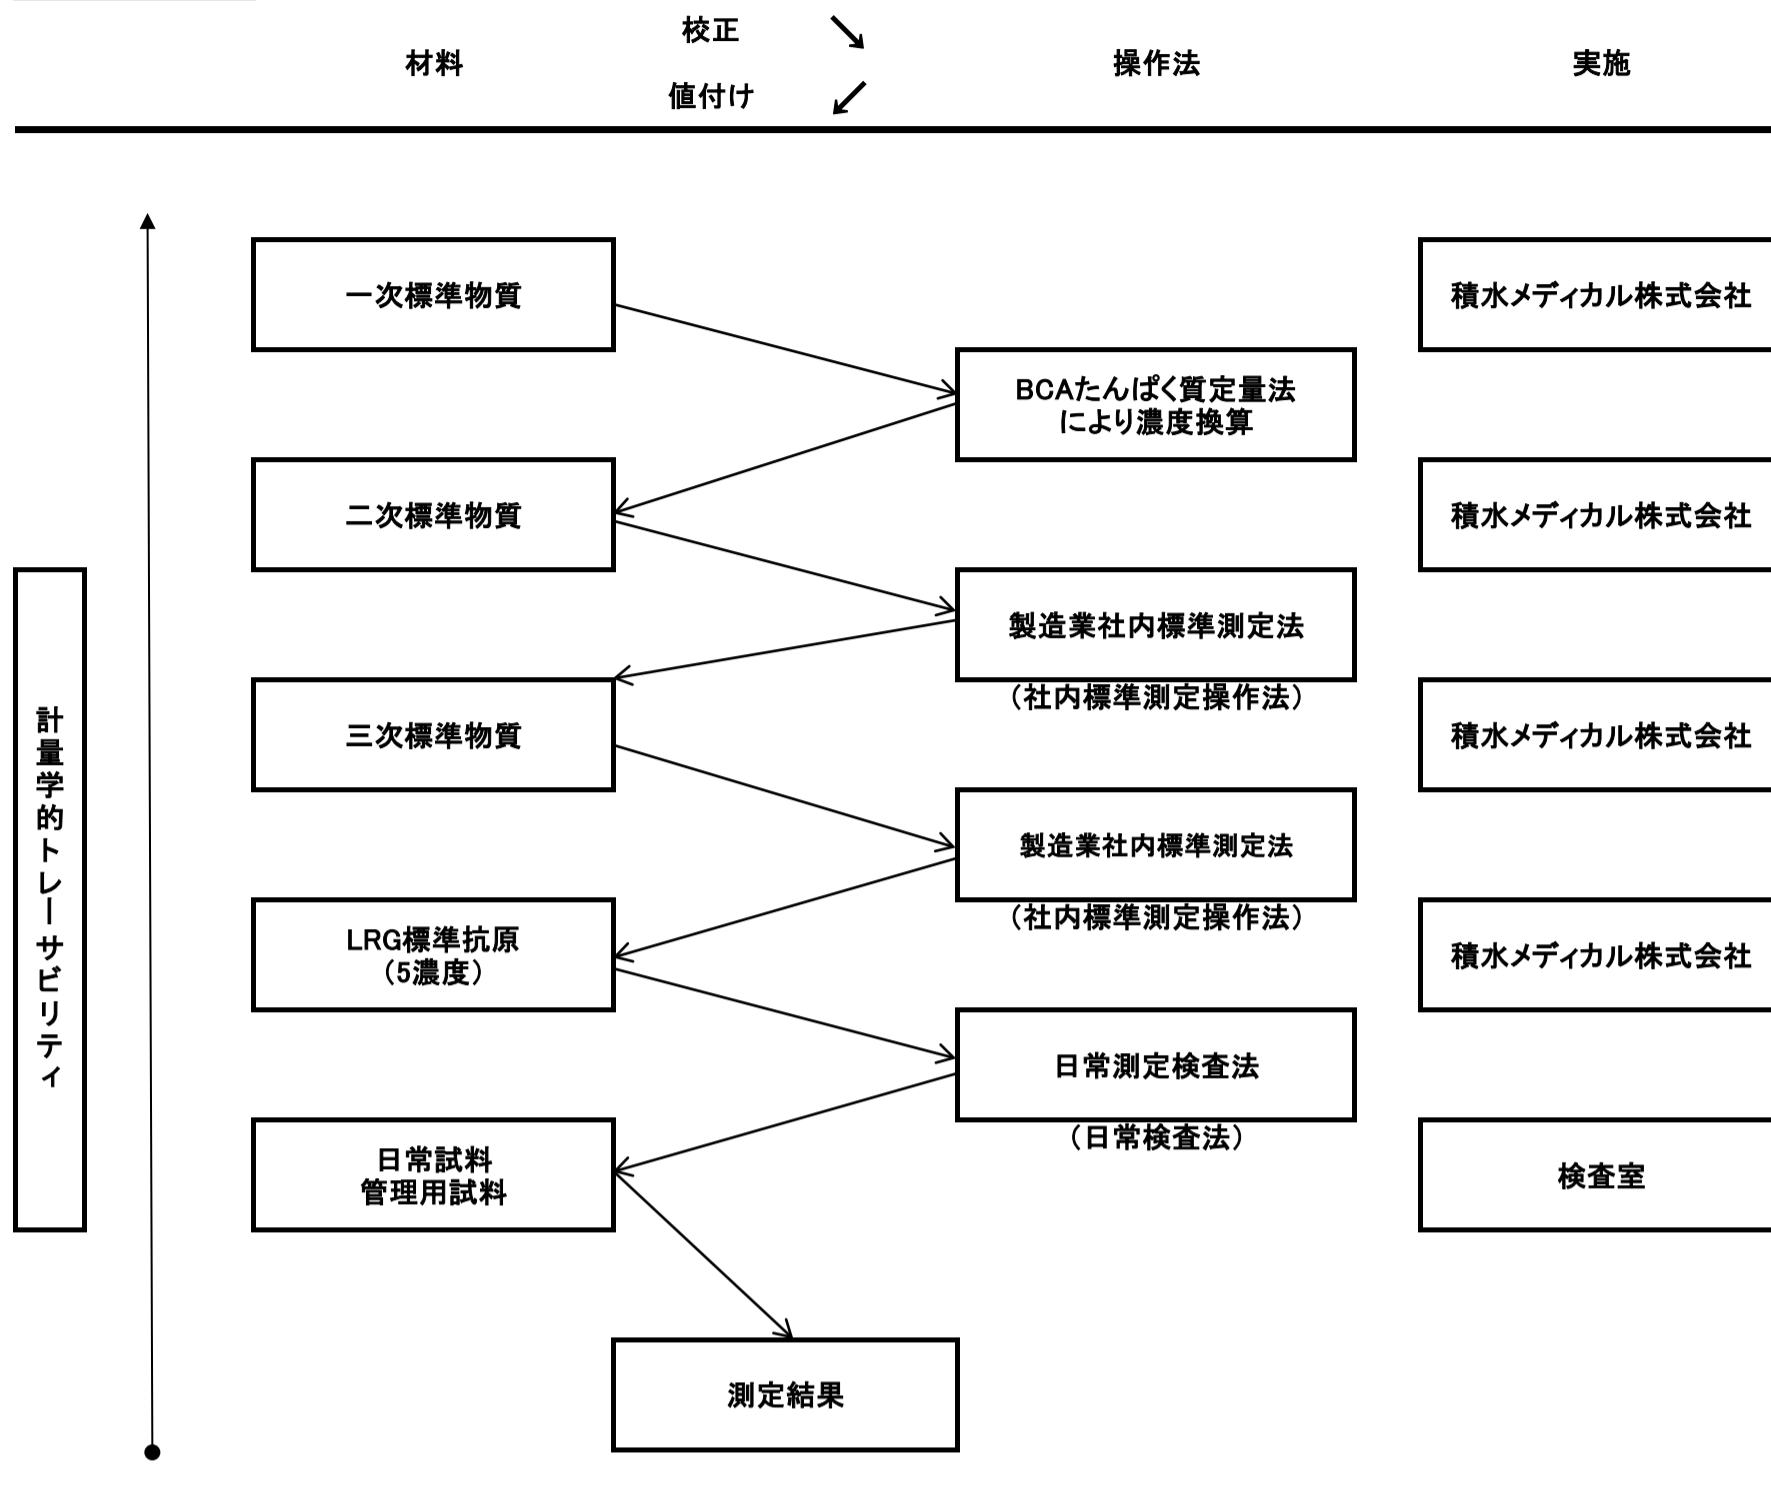 校正
材料
操作法
実施
値付け
一次標準物質
積水メディカル株式会社
BCAたんぱく質定量法
により濃度換算
二次標準物質
積水メディカル株式会社
製造業社内標準測定法
(社内標準測定操作法)
三次標準物質
積水メディカル株式会社
製造業社内標準測定法
(社内標準測定操作法)
LRG標準抗原
(5濃度)
積水メディカル株式会社
日常測定検査法
(日常検査法)
日常試料
管理用試料
検査室
測定結果
計量学的トレーサビリティ